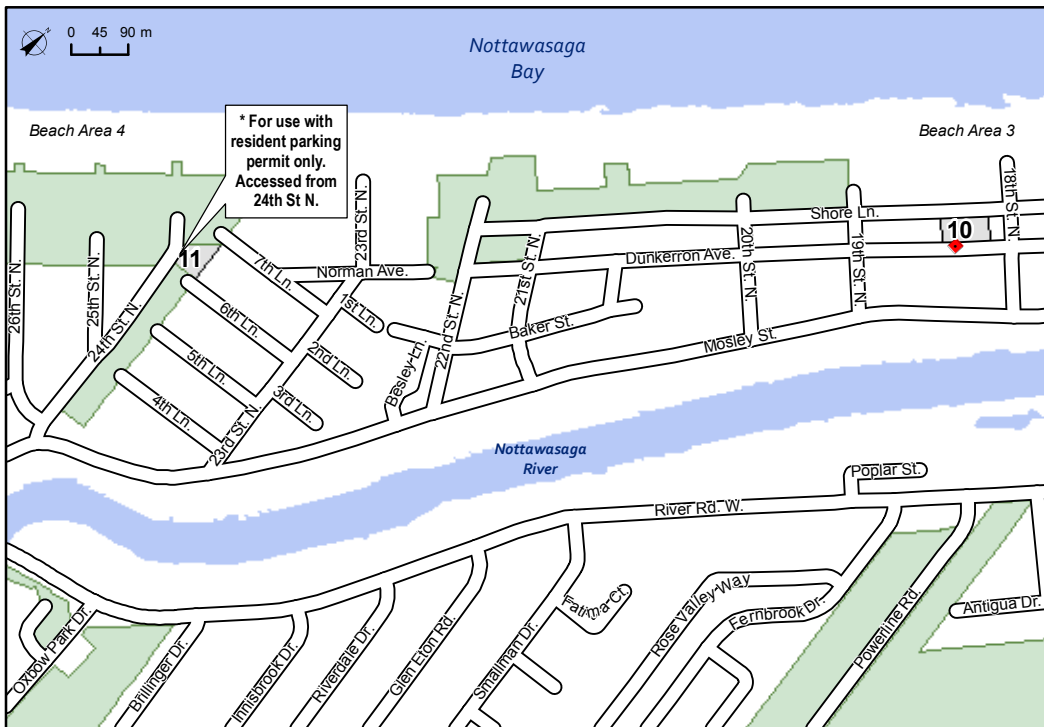 0 45 90 m
Nottawasaga
Bay
Beach Area 4
Beach Area 3
* For use with
resident parking
permit only.
Accessed from
24th St N.
11
10
26th St. N.
25th St. N.
24th St. N.
7th Ln.
6th Ln.
5th Ln.
4th Ln.
23rd St. N.
Norman Ave.
1st Ln.
2nd Ln.
3rd Ln.
23rd St. N.
Besley Ln.
22nd St. N.
21st St. N.
Baker St.
Dunkerron Ave.
Shore Ln.
20th St. N.
19th St. N.
18th St. N.
Mosley St.
Nottawasaga
River
Poplar St.
River Rd. W.
Oxbow Park Dr.
Brillinger Dr.
Innisbrook Dr.
Riverdale Dr.
Glen Eton Rd.
Smallman Dr.
Fatima Ct.
Rose Valley Way
Fernbrook Dr.
Powerline Rd.
Antigua Dr.